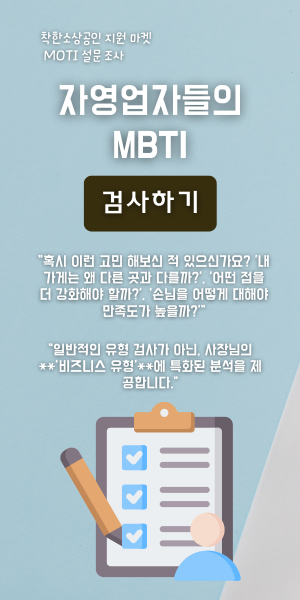 착한소상공인 지원 마켓
MOTI 설문 조사
자영업자들의
MBTI
검사하기
"혹시 이런 고민 해보신 적 있으신가요? '내
가게는 왜 다른 곳과 다를까?', '어떤 점을
더 강화해야 할까?', '손님을 어떻게 대해야
만족도가 높을까?'"
"일반적인 유형 검사가 아닌, 사장님의
**'비즈니스 유형'**에 특화된 분석을 제
공합니다."